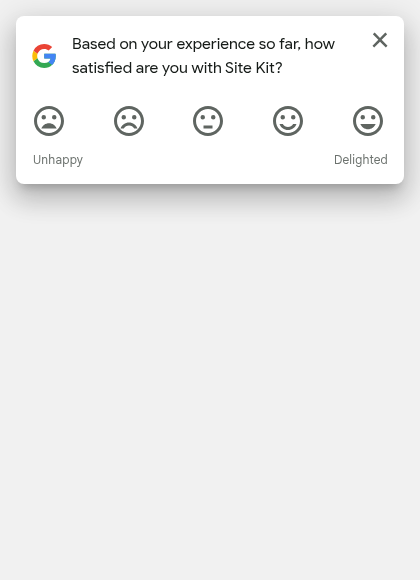 Based on your experience so far, how
satisfied are you with Site Kit?
Unhappy
Delighted